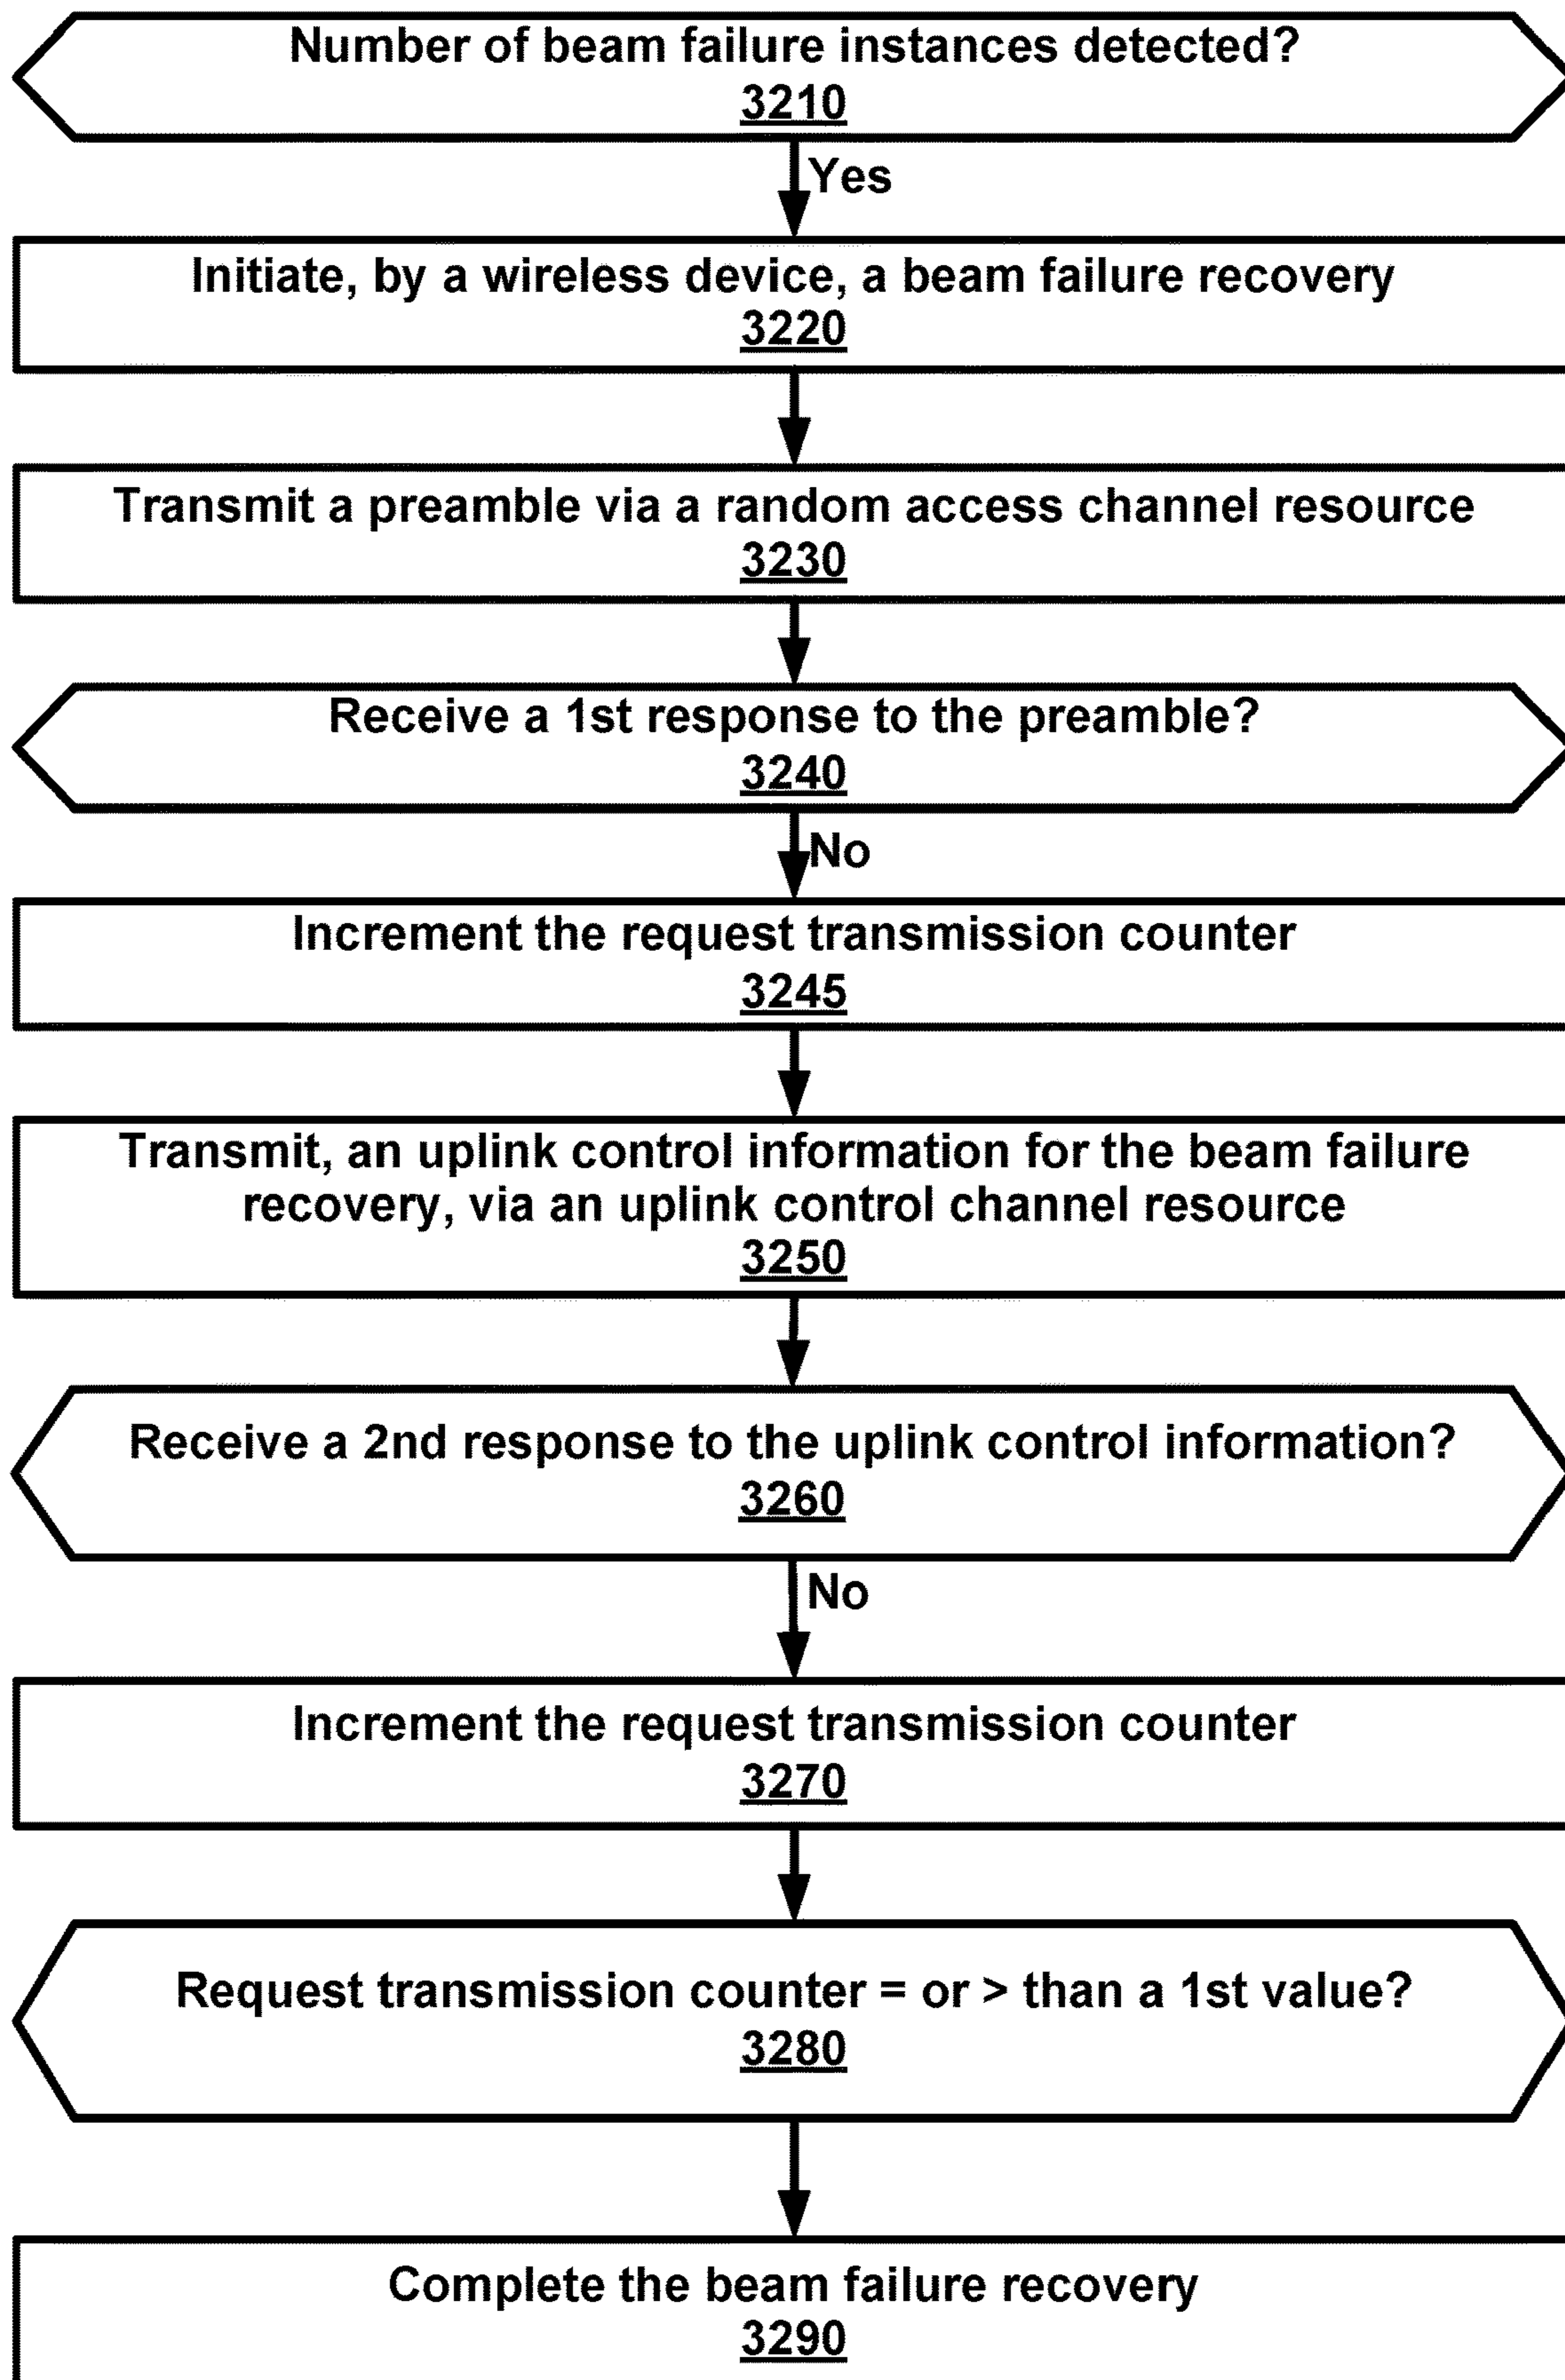 Number of beam failure instances detected?
3210
Yes
Initiate, by a wireless device, a beam failure recovery
3220
Transmit a preamble via a random access channel resource
3230
Receive a 1st response to the preamble?
3240
No
Increment the request transmission counter
3245
Transmit, an uplink control information for the beam failure
recovery, via an uplink control channel resource
3250
Receive a 2nd response to the uplink control information?
3260
No
Increment the request transmission counter
3270
Request transmission counter = or > than a 1st value?
3280
Complete the beam failure recovery
3290